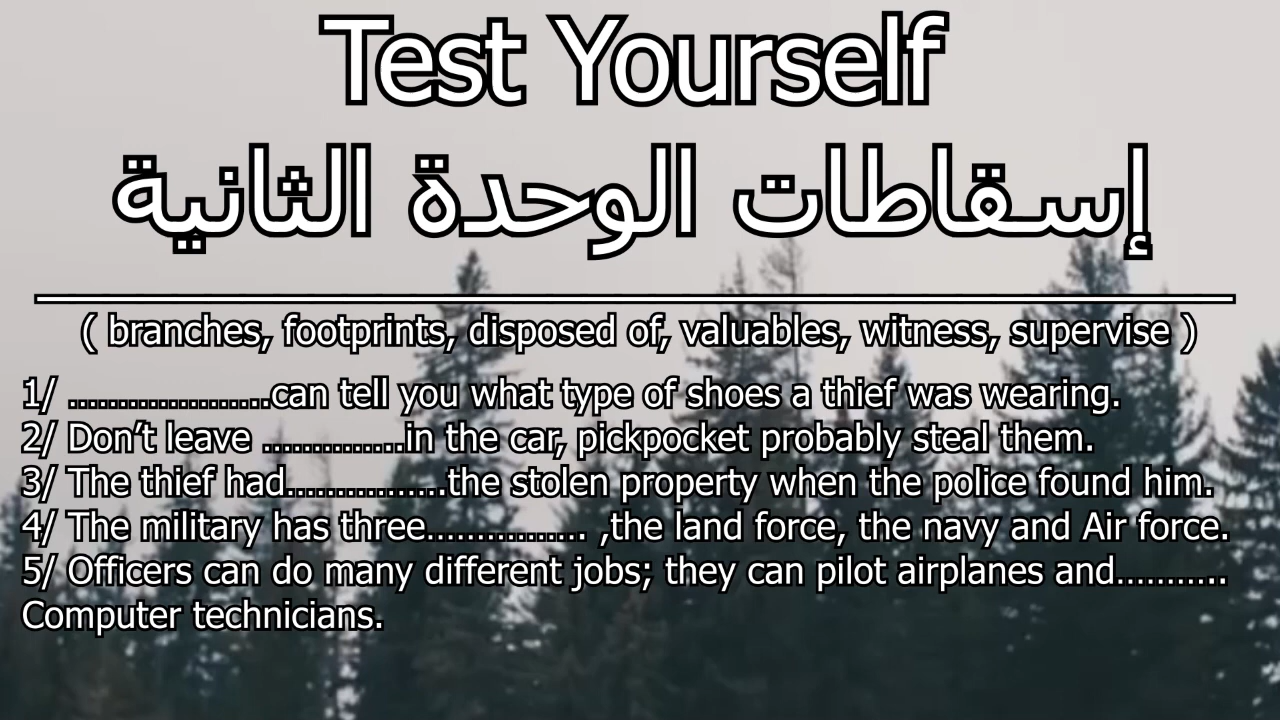 Test Yourself
إسقاطات الوحدة الثانية
( branches, footprints, disposed of, valuables, witness, supervise )
1/ ......................can tell you what type of shoes a thief was wearing.
2/ Don’t leave ...............in the car, pickpocket probably steal them.
3/ The thief had.................the stolen property when the police found him.
4/ The military has three................. ,the land force, the navy and Air force.
5/ Officers can do many different jobs; they can pilot airplanes and...........
Computer technicians.